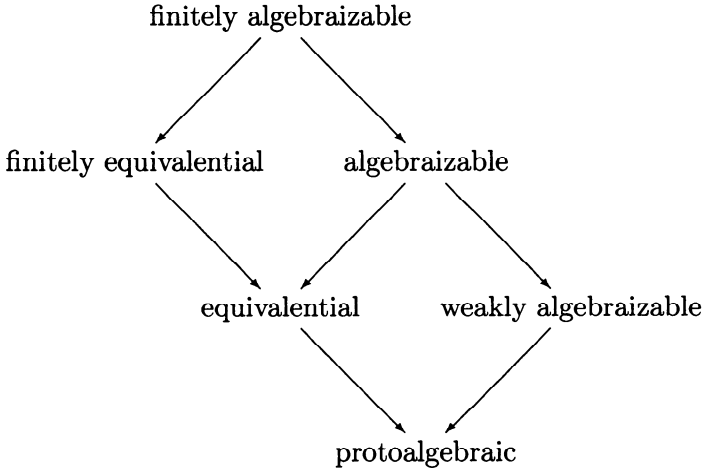 finitely algebraizable
finitely equivalential
algebraizable
equivalential
weakly algebraizable
protoalgebraic